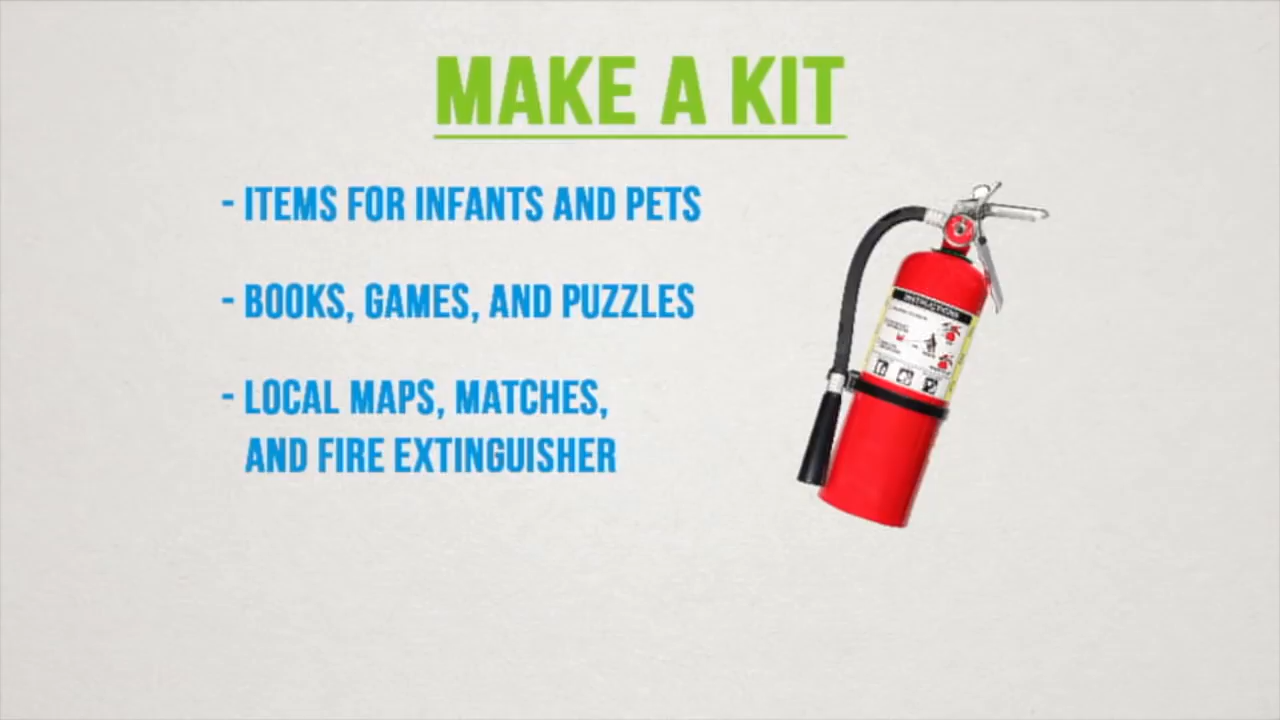 MAKE A KIT
- ITEMS FOR INFANTS AND PETS
- BOOKS, GAMES, AND PUZZLES
- LOCAL MAPS, MATCHES,
AND FIRE EXTINGUISHER
INSTRUCTIONS